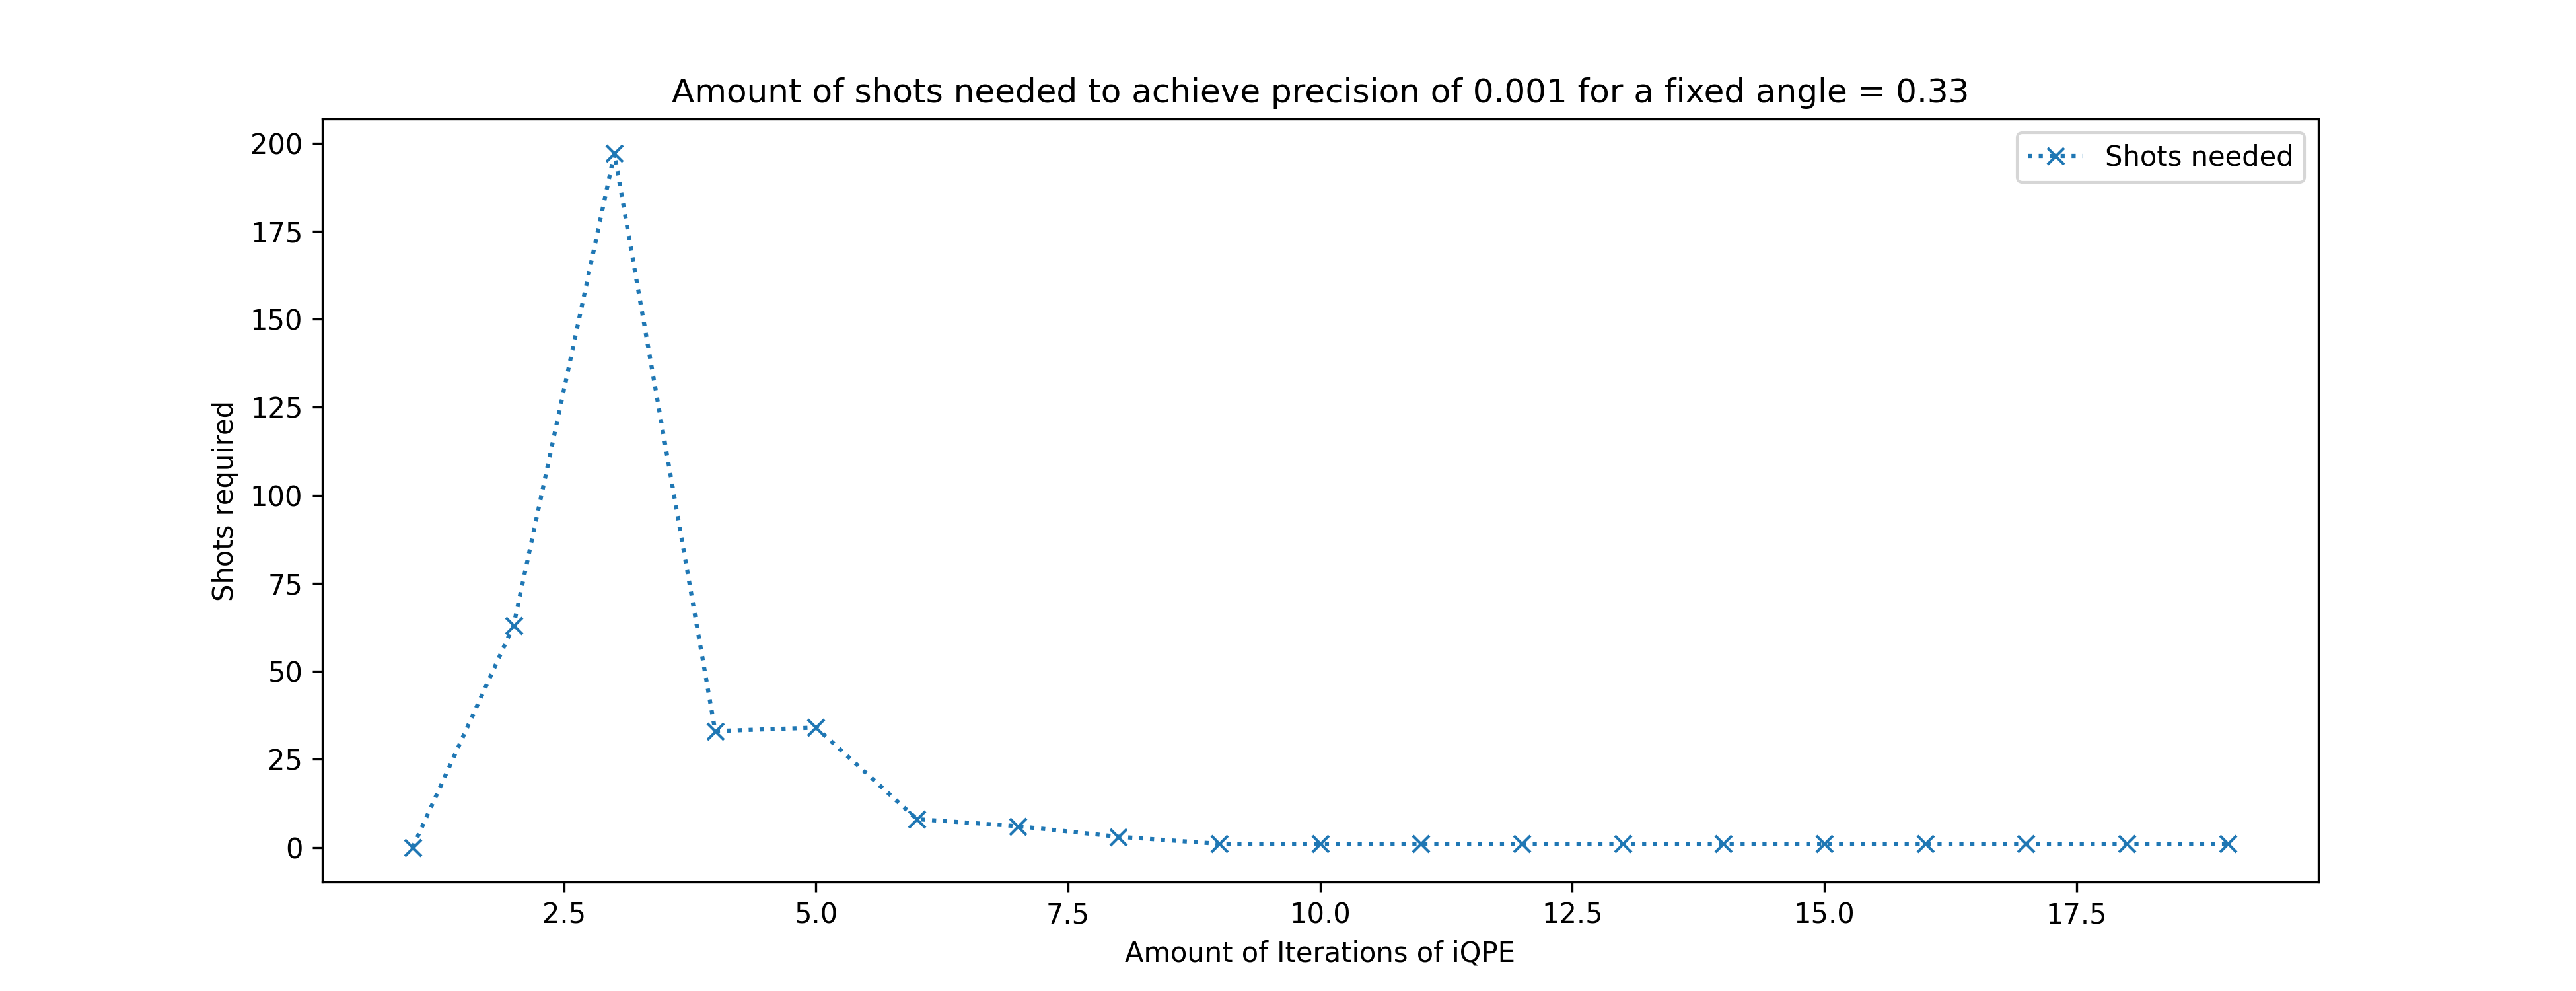 Amount of shots needed to achieve precision of 0.001 for a fixed angle = 0.33
Shots needed
200
175
150
125
100
75
50
25
0
Shots required
2.5 5.0 7.5 10.0 12.5 15.0 17.5
Amount of Iterations of iQPE